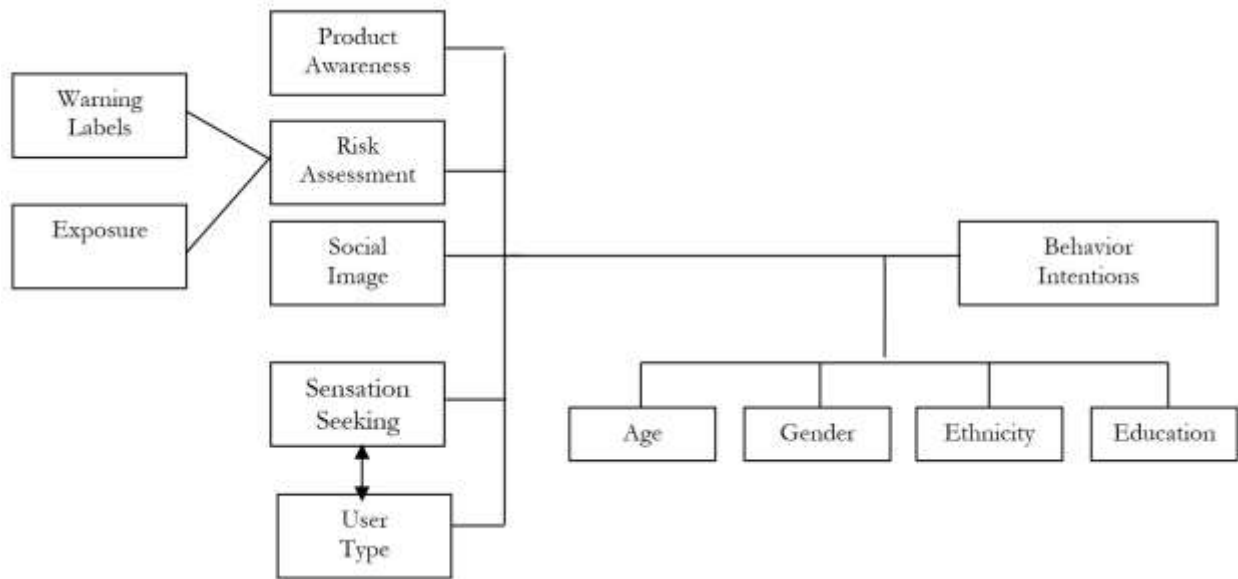 Product
Awareness
Warning
Labels
Risk
Assessment
Exposure
Social
Image
Behavior
Intentions
Sensation
Seeking
Age
Gender
Ethnicity
Education
User
Type